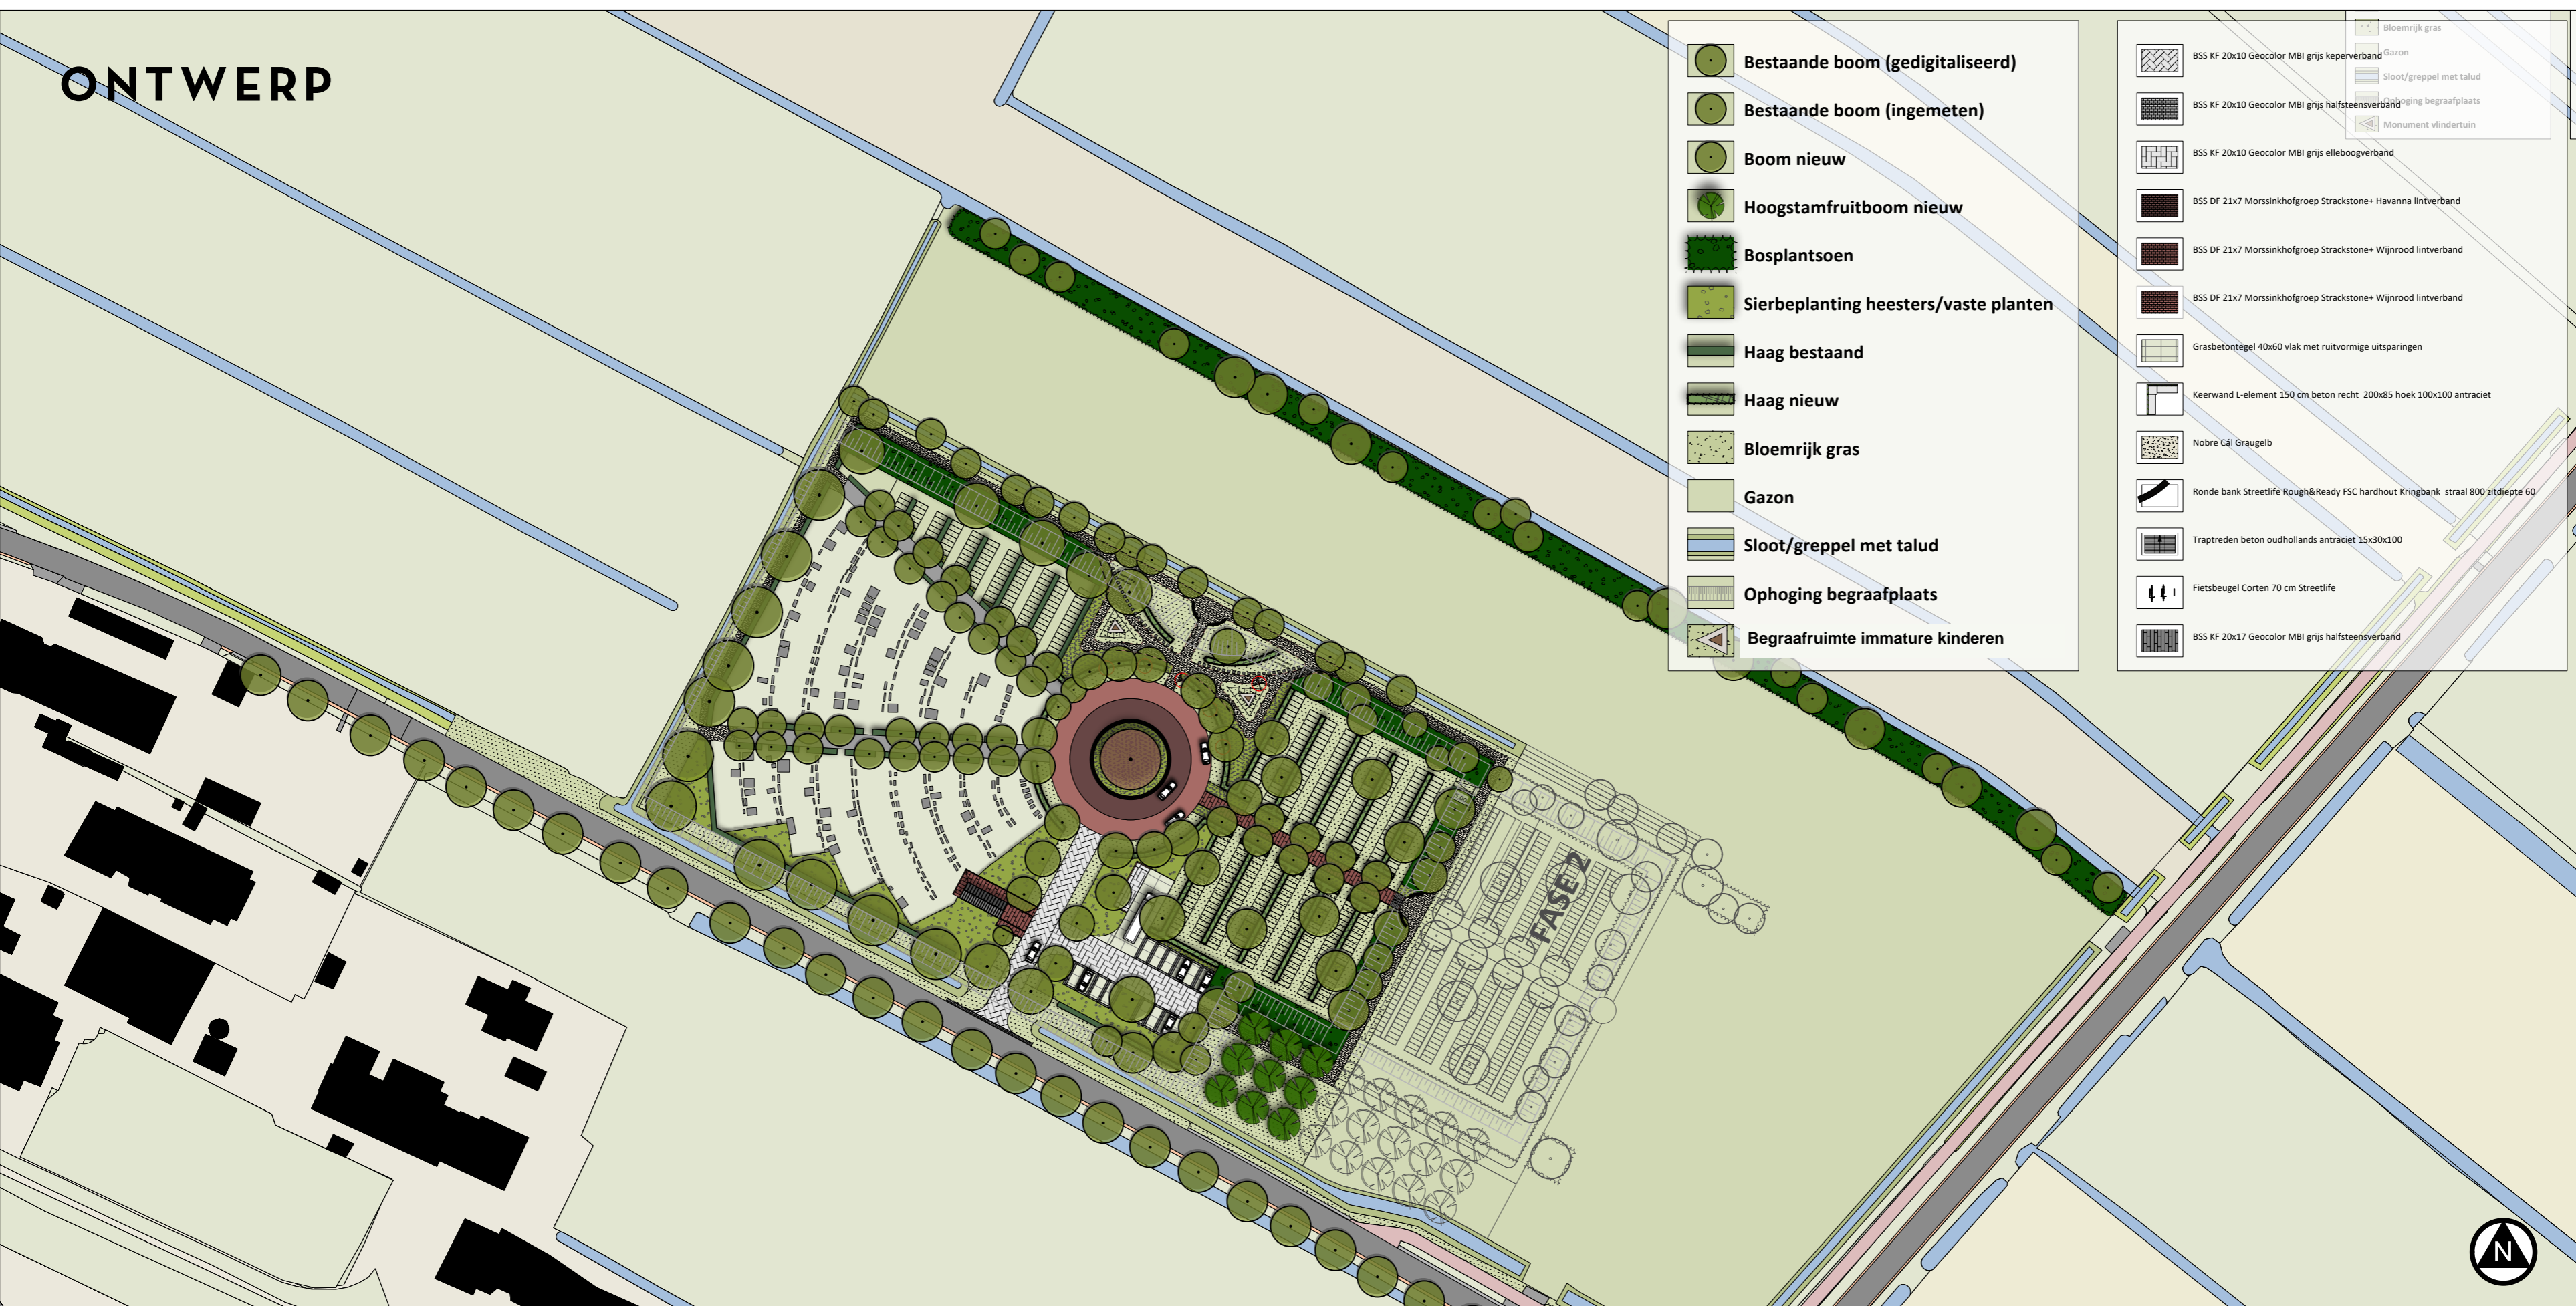 ONTWERP
Bestaande boom (gedigitaliseerd)
Bestaande boom (ingemeten)
Boom nieuw
Hoogstamfruitboom nieuw
Bosplantsoen
Sierbeplanting heesters/vaste planten
Haag bestaand
Haag nieuw
Bloemrijk gras
Gazon
Sloot/greppel met talud
Ophoging begraafplaats
Begraafruimte immature kinderen
BSS KF 20x10 Geocolor MBI grijs keperverband
BSS KF 20x10 Geocolor MBI grijs halfsteensverband
BSS KF 20x10 Geocolor MBI grijs elleboogverband
BSS DF 21x7 Morssinkhofgroep Strackstone+ Havanna lintverband
BSS DF 21x7 Morssinkhofgroep Strackstone+ Wijnrood lintverband
BSS DF 21x7 Morssinkhofgroep Strackstone+ Wijnrood lintverband
Grasbetontegel 40x60 vlak met ruitvormige uitsparingen
Keerwand L-element 150 cm beton recht 200x85 hoek 100x100 antraciet
Nobre Cál Graugelb
Ronde bank Streetlife Rough&Ready FSC hardhout Kringbank straal 800 zitdiepte 60
Traptreden beton oudhollands antraciet 15x30x100
Fietsbeugel Corten 70 cm Streetlife
BSS KF 20x17 Geocolor MBI grijs halfsteensverband
Bloemrijk gras
Gazon
Sloot/greppel met talud
Ophoging begraafplaats
Monument vlindertuin
FASE 2
N